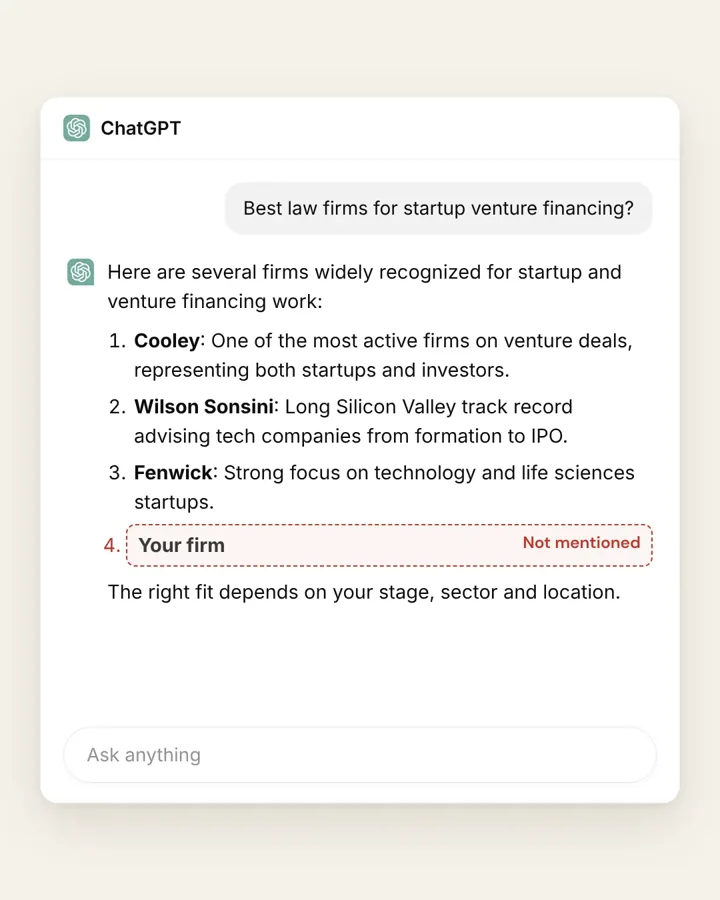 ChatGPT
Best law firms for startup venture financing?
Here are several firms widely recognized for startup and
venture financing work:
1. Cooley: One of the most active firms on venture deals,
representing both startups and investors.
2. Wilson Sonsini: Long Silicon Valley track record
advising tech companies from formation to IPO.
3. Fenwick: Strong focus on technology and life sciences
startups.
4. Your firm Not mentioned
The right fit depends on your stage, sector and location.
Ask anything